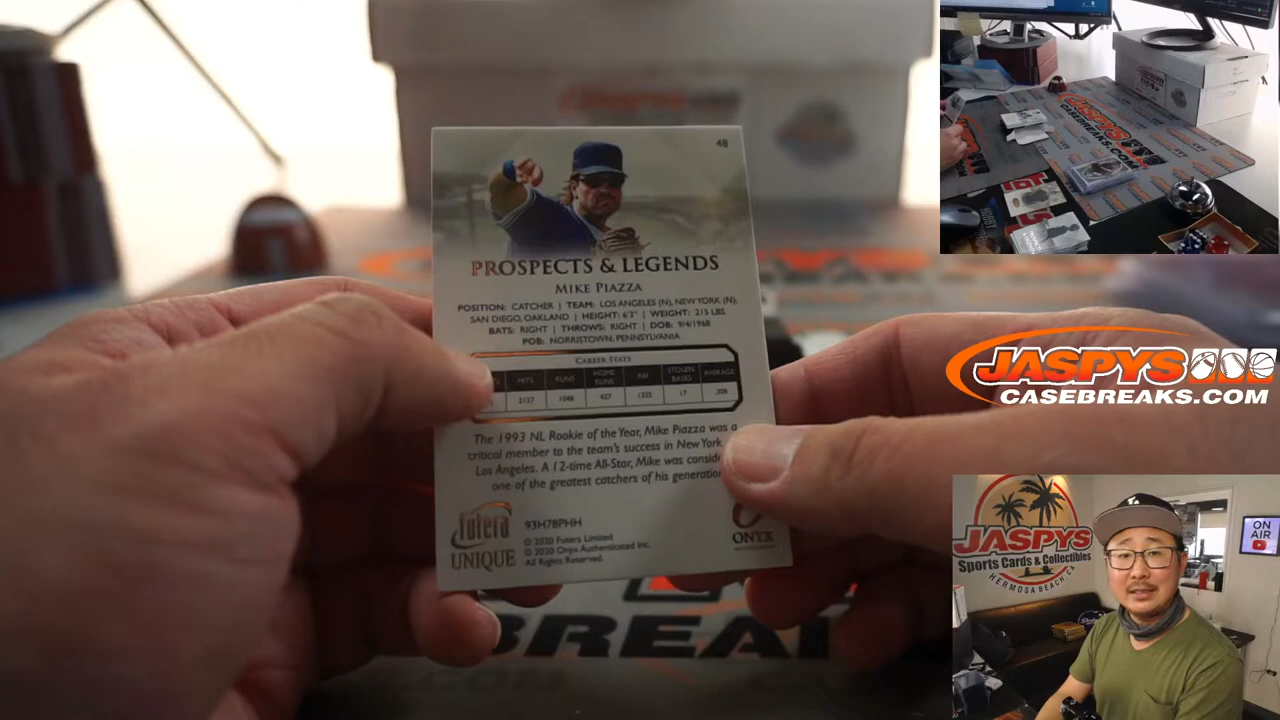 48
PROSPECTS & LEGENDS
MIKE PIAZZA
POSITION: CATCHER | TEAM: LOS ANGELES (N), NEW YORK (N),
SAN DIEGO, OAKLAND | HEIGHT: 6'3" | WEIGHT: 215 LBS.
BATS: RIGHT | THROWS: RIGHT | DOB: 9/4/1968
POB: NORRISTOWN, PENNSYLVANIA
CAREER STATS
HITS RUNS HOME RUNS RBI STOLEN BASES AVERAGE
2127 1048 427 1335 17 .308
The 1993 NL Rookie of the Year, Mike Piazza was a
critical member to the team's success in New York
Los Angeles. A 12-time All-Star, Mike was
one of the greatest catchers of his
futera
UNIQUE
93H78PHH
© 2020 Futera Limited
© 2020 Onyx Authenticated Inc.
All Rights Reserved.
ONYX
BREAK
JASPYS
CASEBREAKS.COM
JASPYS
CASEBREAKS.COM
JASPYS
Sports Cards & Collectibles
HERMOSA BEACH CA
ON
AIR